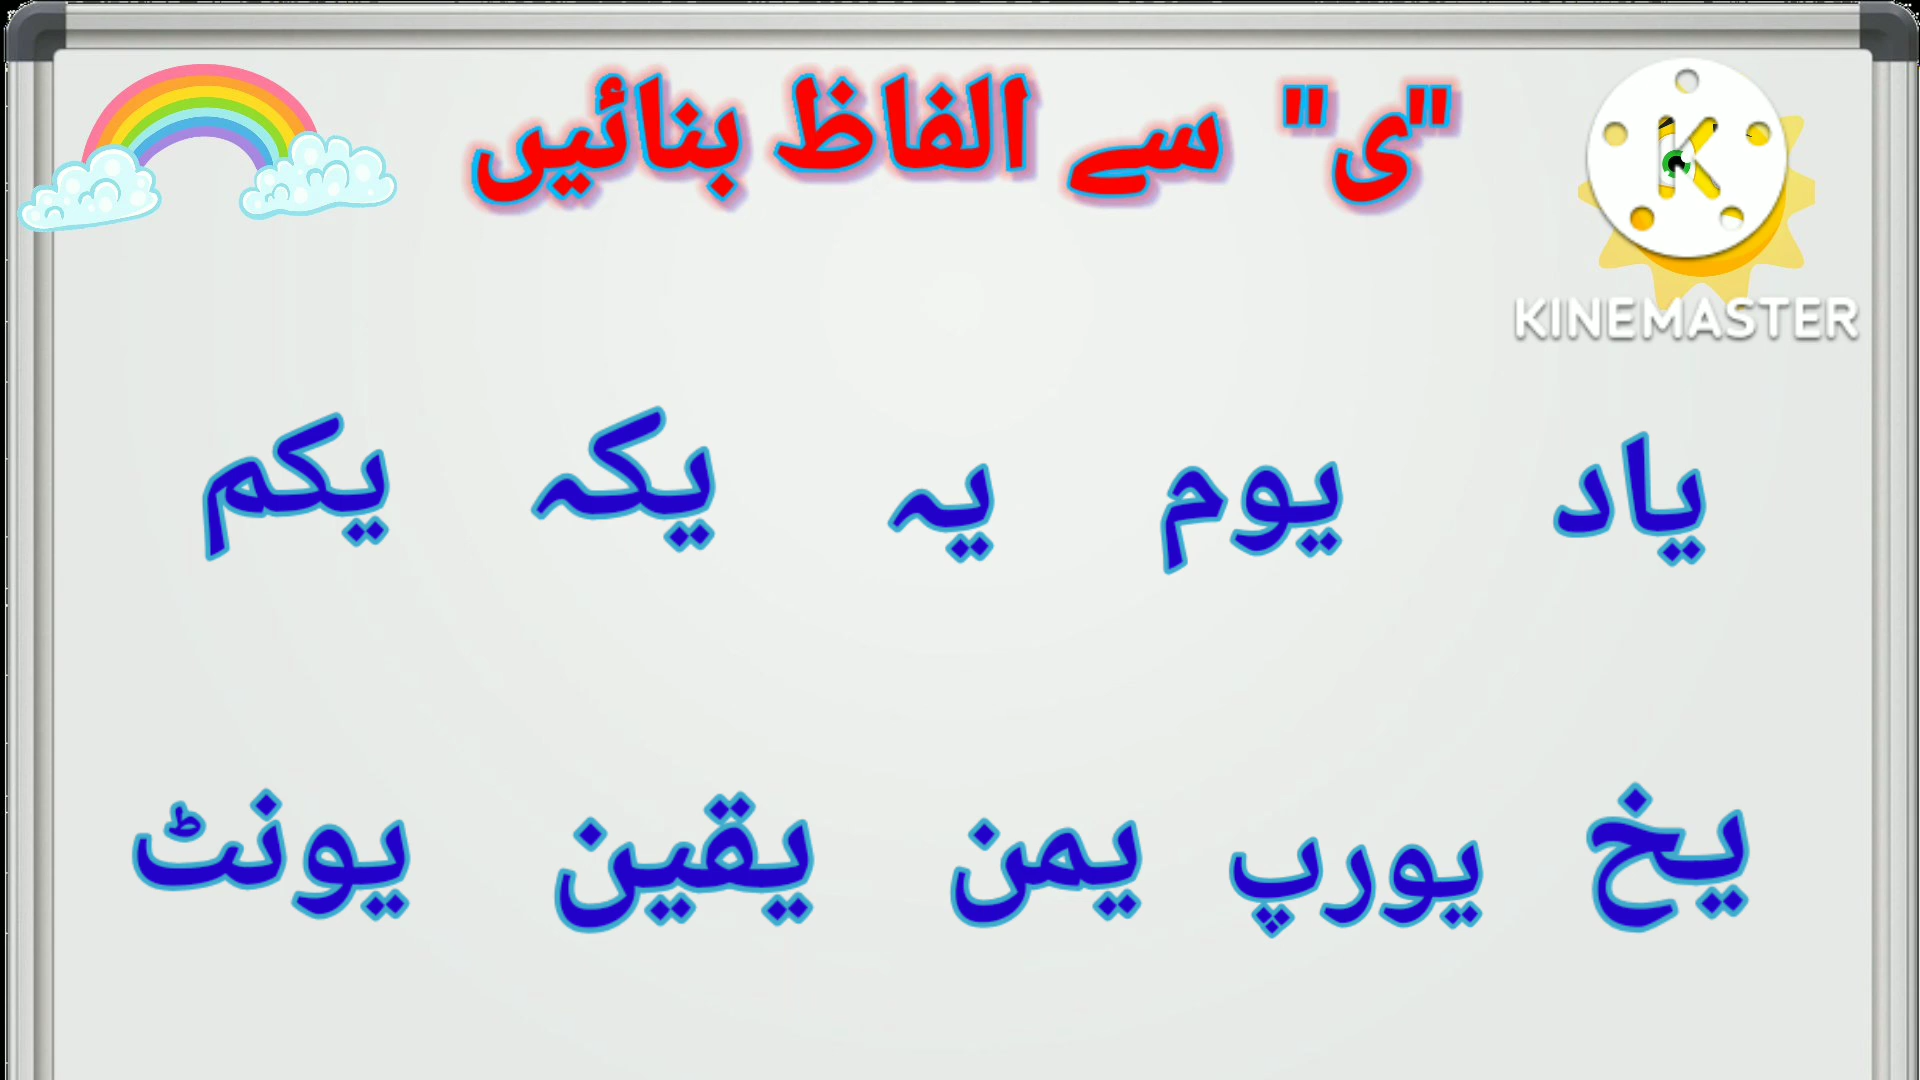 "ی" سے الفاظ بنائیں
KINEMASTER
یاد یوم یہ یکہ یکم
یخ یورپ یمن یقین یونٹ